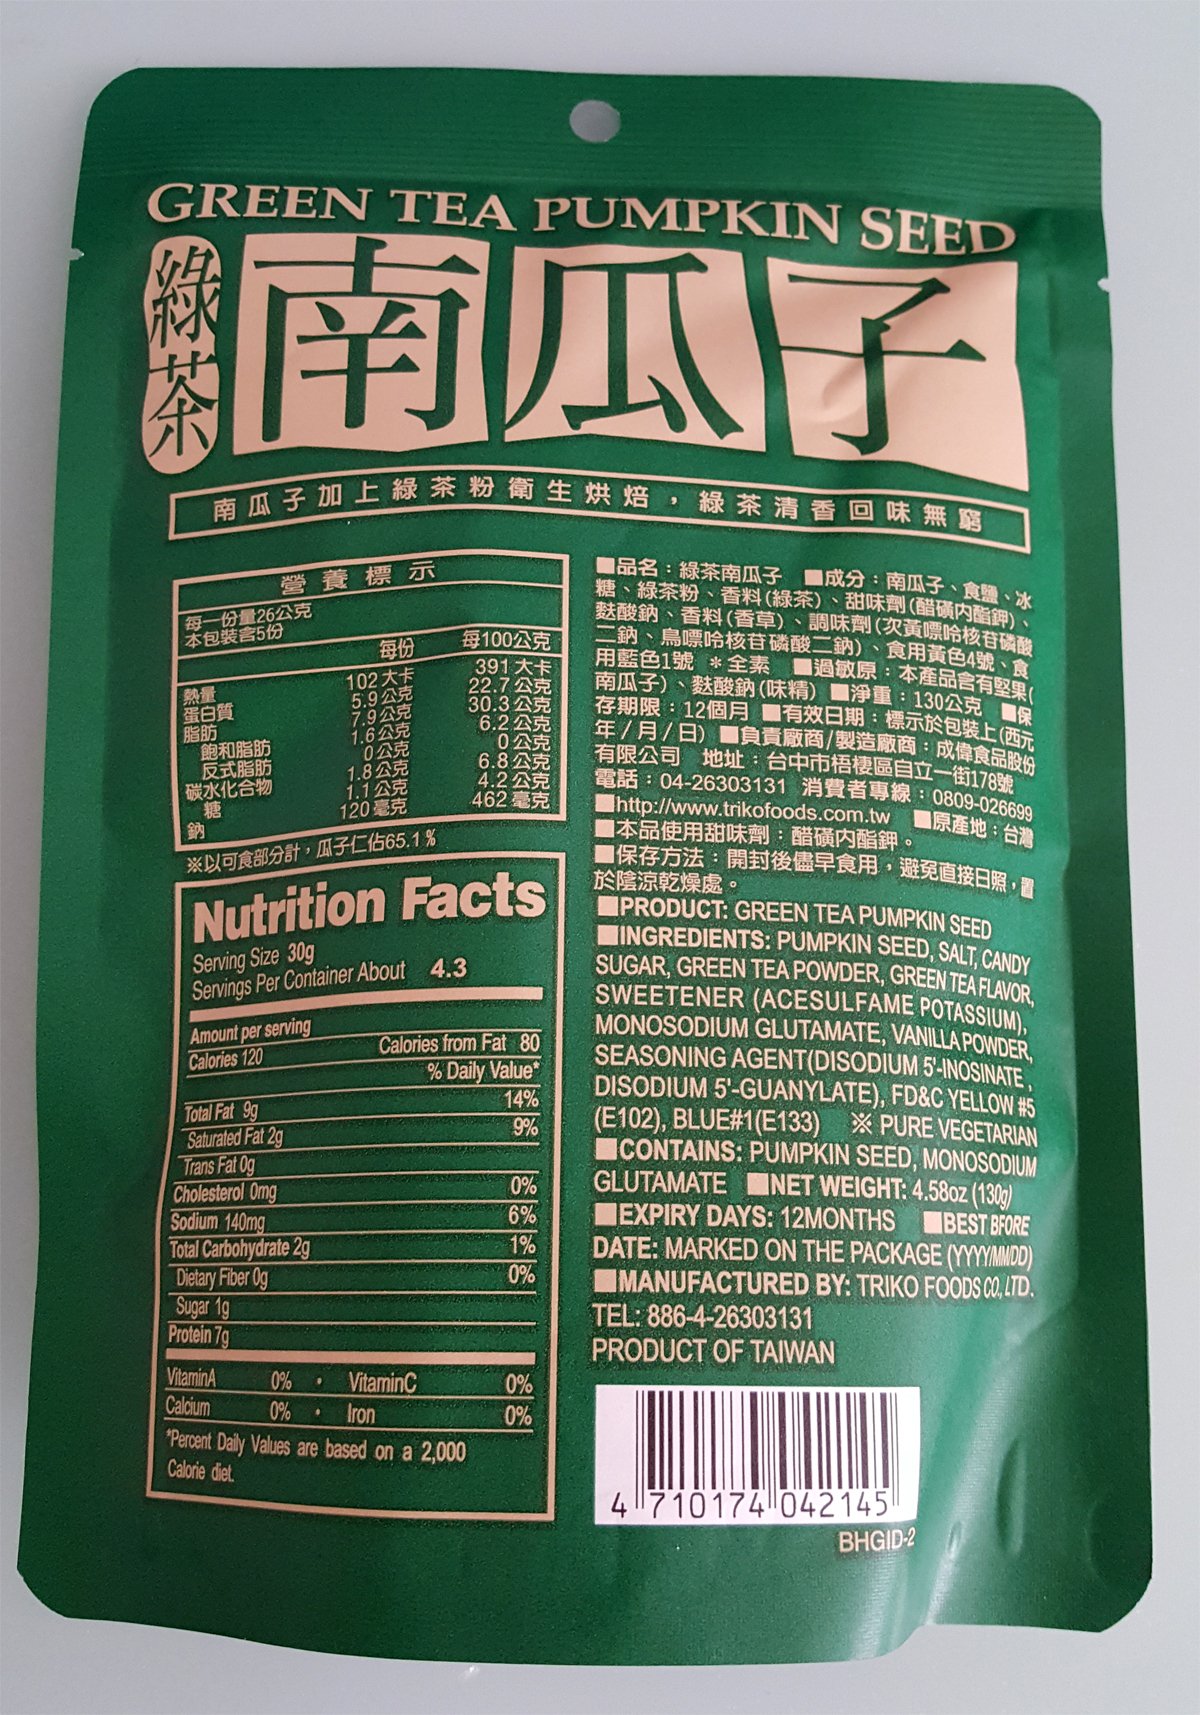 GREEN TEA PUMPKIN SEED
綠茶
南瓜子
南瓜子加上綠茶粉衛生烘焙，綠茶清香回味無窮
營養標示
每一份量26公克
本包裝含5份
每份 每100公克
熱量 102大卡 391大卡
蛋白質 5.9公克 22.7公克
脂肪 7.9公克 30.3公克
飽和脂肪 1.6公克 6.2公克
反式脂肪 0公克 0公克
碳水化合物 1.8公克 6.8公克
糖 1.1公克 4.2公克
鈉 120毫克 462毫克
※以可食部分計，瓜子仁佔65.1%
Nutrition Facts
Serving Size 30g
Servings Per Container About 4.3
Amount per serving
Calories 120 Calories from Fat 80
% Daily Value*
Total Fat 9g 14%
Saturated Fat 2g 9%
Trans Fat 0g
Cholesterol 0mg 0%
Sodium 140mg 6%
Total Carbohydrate 2g 1%
Dietary Fiber 0g 0%
Sugar 1g
Protein 7g
VitaminA 0% • VitaminC 0%
Calcium 0% • Iron 0%
*Percent Daily Values are based on a 2,000
Calorie diet.
■品名：綠茶南瓜子 ■成分：南瓜子、食鹽、冰
糖、綠茶粉、香料(綠茶)、甜味劑(醋磺內酯鉀)、
麩酸鈉、香料(香草)、調味劑(次黃嘌呤核苷磷酸
二鈉、鳥嘌呤核苷磷酸二鈉)、食用黃色4號、食
用藍色1號 ＊全素 ■過敏原：本產品含有堅果(
南瓜子)、麩酸鈉(味精) ■淨重：130公克 ■保
存期限：12個月 ■有效日期：標示於包裝上(西元
年/月/日) ■負責廠商/製造廠商：成偉食品股份
有限公司 地址：台中市梧棲區自立一街178號
電話：04-26303131 消費者專線：0809-026699
■http://www.trikofoods.com.tw ■原產地：台灣
■本品使用甜味劑：醋磺內酯鉀。
■保存方法：開封後儘早食用，避免直接日照，置
於陰涼乾燥處。
■PRODUCT: GREEN TEA PUMPKIN SEED
■INGREDIENTS: PUMPKIN SEED, SALT, CANDY
SUGAR, GREEN TEA POWDER, GREEN TEA FLAVOR,
SWEETENER (ACESULFAME POTASSIUM),
MONOSODIUM GLUTAMATE, VANILLA POWDER,
SEASONING AGENT(DISODIUM 5'-INOSINATE,
DISODIUM 5'-GUANYLATE), FD&C YELLOW #5
(E102), BLUE#1(E133) ※ PURE VEGETARIAN
■CONTAINS: PUMPKIN SEED, MONOSODIUM
GLUTAMATE ■NET WEIGHT: 4.58oz (130g)
■EXPIRY DAYS: 12MONTHS ■BEST BFORE
DATE: MARKED ON THE PACKAGE (YYYY/MM/DD)
■MANUFACTURED BY: TRIKO FOODS CO., LTD.
TEL: 886-4-26303131
PRODUCT OF TAIWAN
4 710174 042145
BHGID-2